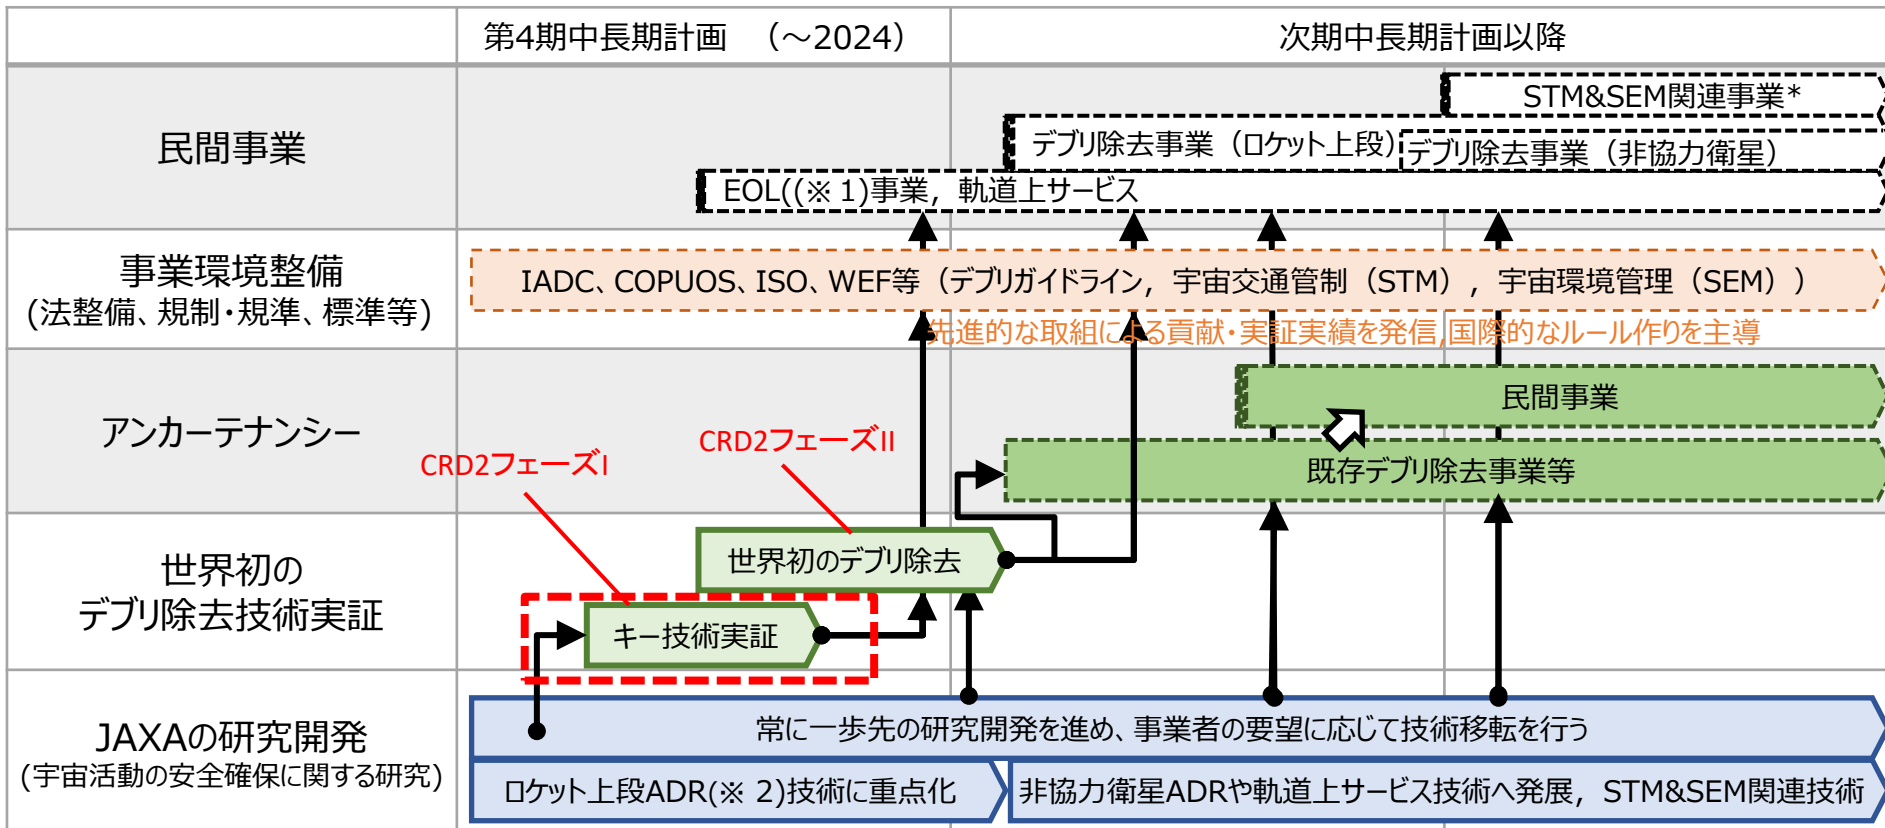 第4期中長期計画　（～2024）
次期中長期計画以降
民間事業
STM&SEM関連事業*
デブリ除去事業（ロケット上段）
デブリ除去事業（非協力衛星）
EOL((※1)事業，軌道上サービス
事業環境整備
(法整備、規制・規準、標準等)
IADC、COPUOS、ISO、WEF等（デブリガイドライン，宇宙交通管制（STM），宇宙環境管理（SEM））
先進的な取組による貢献・実証実績を発信,国際的なルール作りを主導
アンカーテナンシー
民間事業
既存デブリ除去事業等
CRD2フェーズI
CRD2フェーズII
世界初の
デブリ除去技術実証
世界初のデブリ除去
キー技術実証
JAXAの研究開発
(宇宙活動の安全確保に関する研究)
常に一歩先の研究開発を進め、事業者の要望に応じて技術移転を行う
ロケット上段ADR(※2)技術に重点化
非協力衛星ADRや軌道上サービス技術へ発展，STM&SEM関連技術